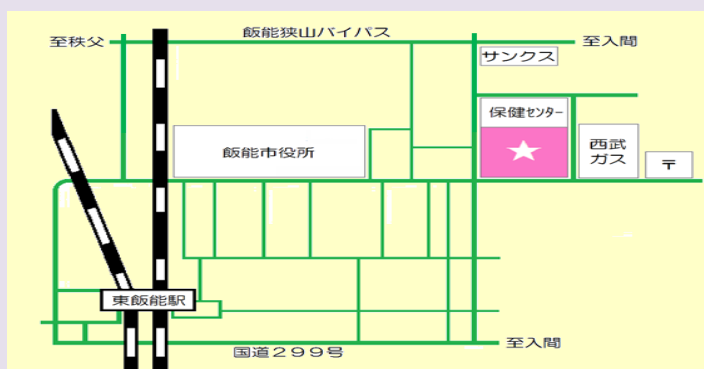 飯能狭山バイパス
至秩父
至入間
サンクス
保健センター
飯能市役所
西武
ガス
〒
東飯能駅
国道299号
至入間